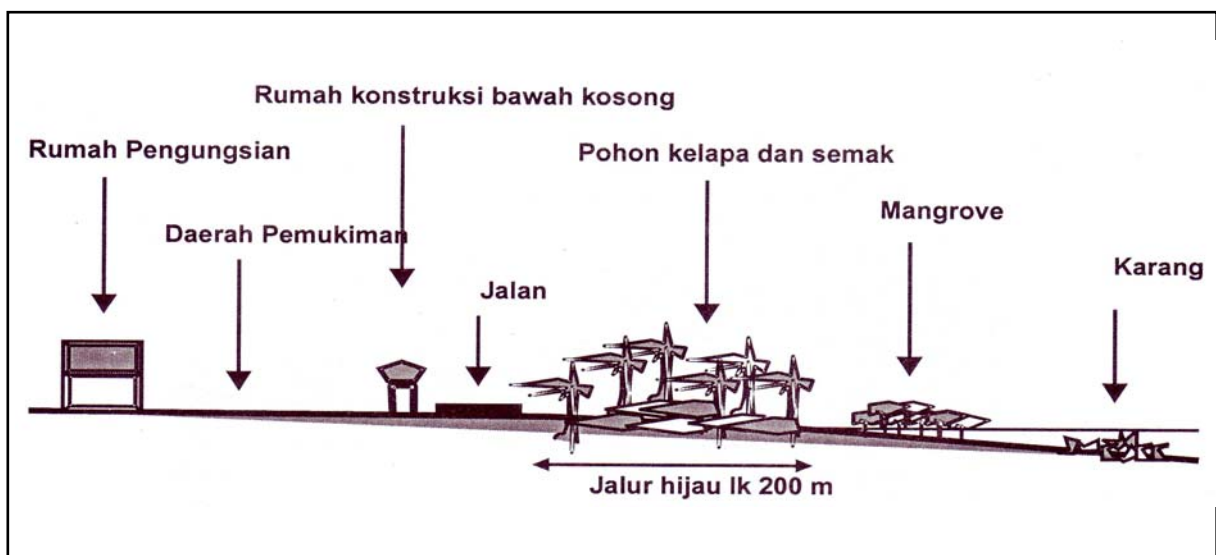 Rumah konstruksi bawah kosong
Rumah Pengungsian
Pohon kelapa dan semak
Mangrove
Daerah Pemukiman
Karang
Jalan
Jalur hijau lk 200 m